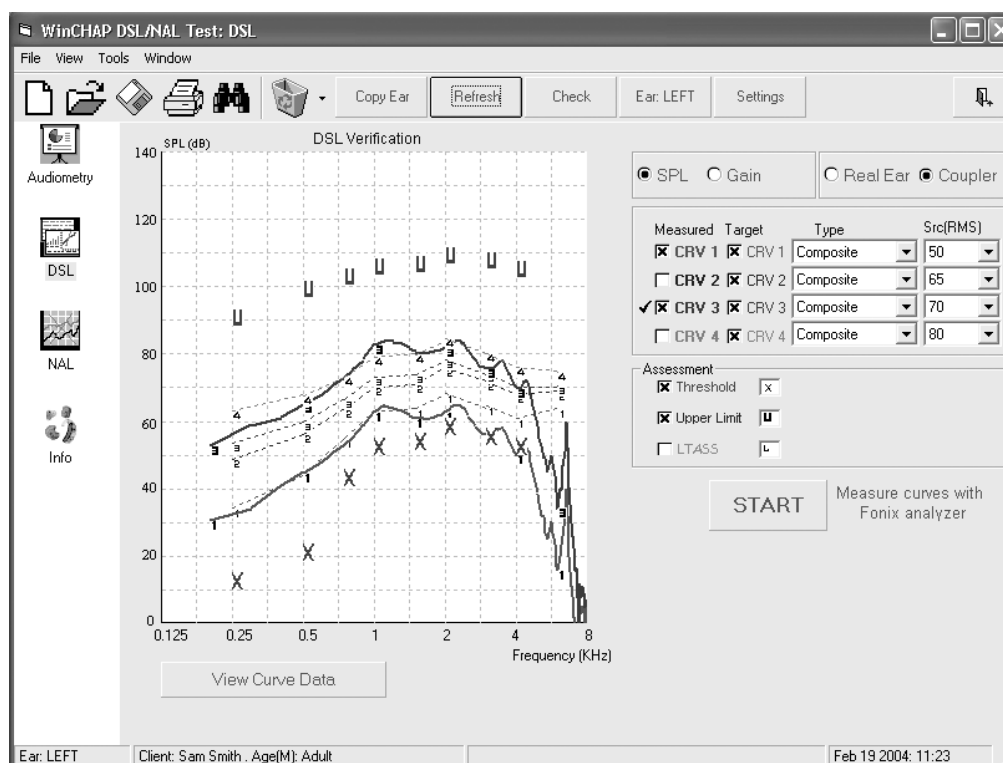 WinCHAP DSL/NAL Test: DSL
File View Tools Window
Copy Ear Refresh Check Ear: LEFT Settings
Audiometry
DSL
NAL
Info
SPL (dB) DSL Verification
140
120
100
80
60
40
20
0
0.125 0.25 0.5 1 2 4 8
Frequency (KHz)
View Curve Data
SPL Gain Real Ear Coupler
Measured Target Type Src(RMS)
CRV 1 CRV 1 Composite 50
CRV 2 CRV 2 Composite 65
CRV 3 CRV 3 Composite 70
CRV 4 CRV 4 Composite 80
Assessment
Threshold X
Upper Limit U
LTASS L
START Measure curves with
Fonix analyzer
Ear: LEFT Client: Sam Smith . Age(M): Adult Feb 19 2004: 11:23